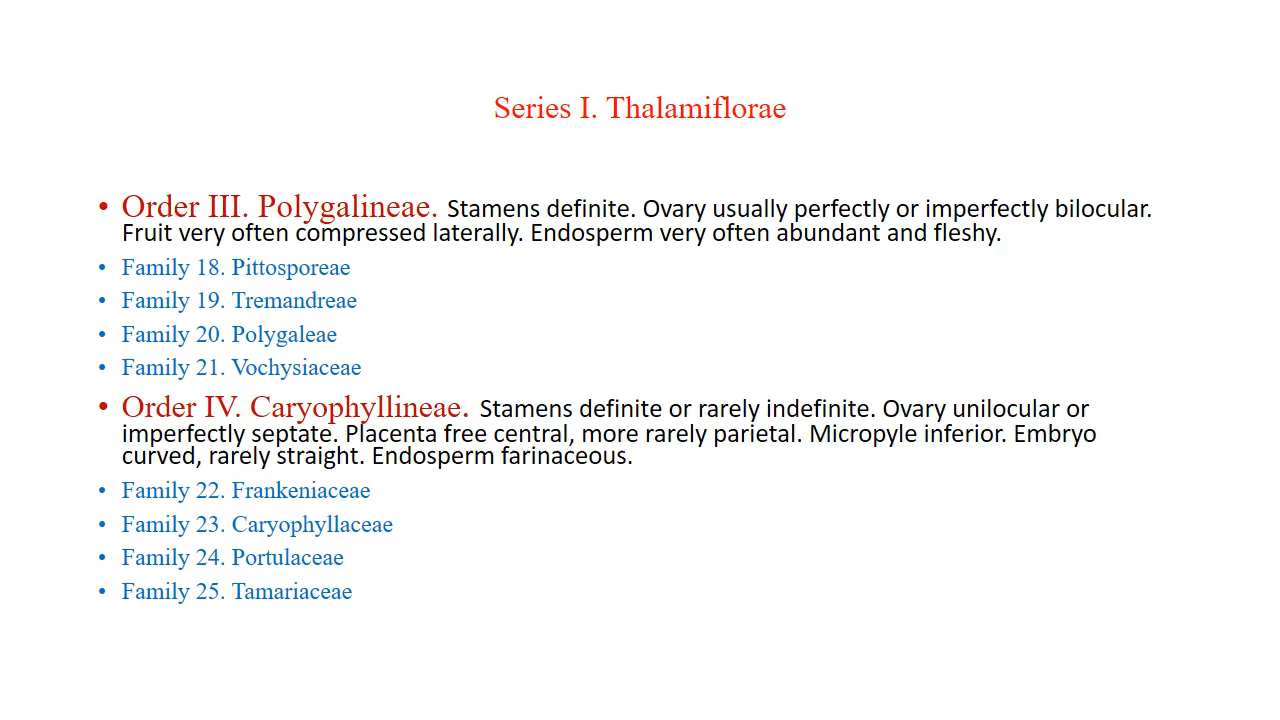 Series I. Thalamiflorae
• Order III. Polygalineae. Stamens definite. Ovary usually perfectly or imperfectly bilocular.
Fruit very often compressed laterally. Endosperm very often abundant and fleshy.
• Family 18. Pittosporeae
• Family 19. Tremandreae
• Family 20. Polygaleae
• Family 21. Vochysiaceae
• Order IV. Caryophyllineae. Stamens definite or rarely indefinite. Ovary unilocular or
imperfectly septate. Placenta free central, more rarely parietal. Micropyle inferior. Embryo
curved, rarely straight. Endosperm farinaceous.
• Family 22. Frankeniaceae
• Family 23. Caryophyllaceae
• Family 24. Portulaceae
• Family 25. Tamariaceae